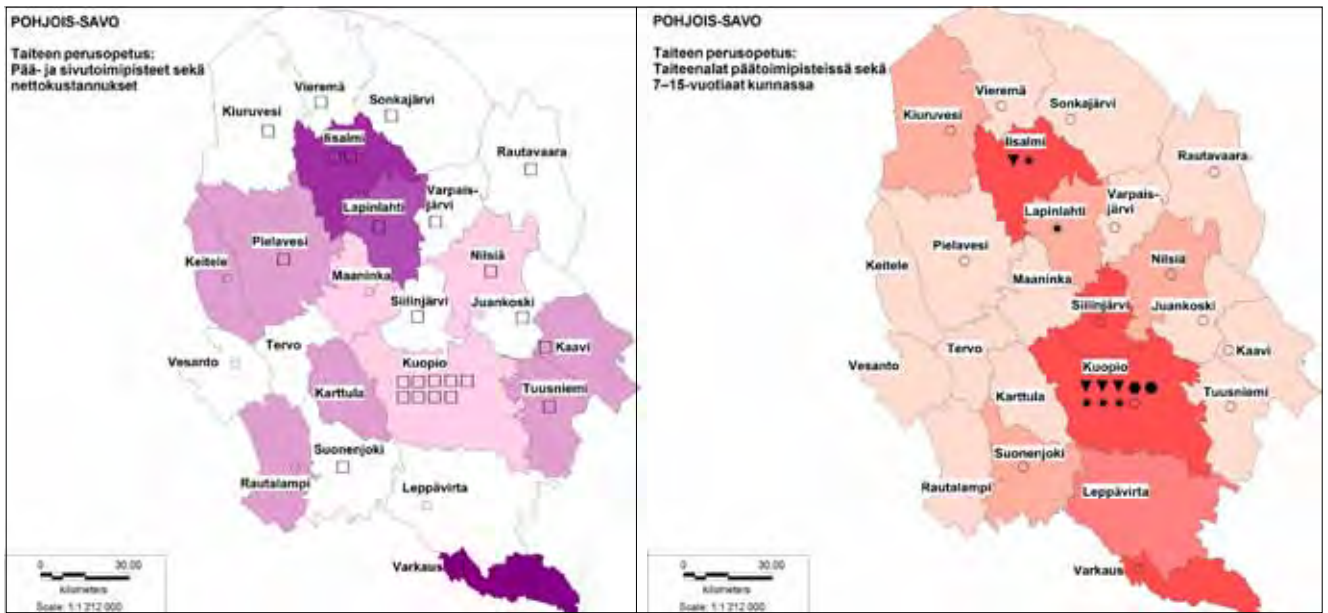 POHJOIS-SAVO
Taiteen perusopetus:
Pää- ja sivutoimipisteet sekä
nettokustannukset
Vieremä
Sonkajärvi
Kiuruvesi
Iisalmi
Rautavaara
Lapinlahti
Varpais-
järvi
Pielavesi
Keitele
Nilsiä
Maaninka
Siilinjärvi
Juankoski
Kaavi
Tervo
Vesanto
Kuopio
Karttula
Tuusniemi
Suonenjoki
Rautalampi
Leppävirta
Varkaus
0 30.00
kilometers
Scale: 1:1 212 000
POHJOIS-SAVO
Taiteen perusopetus:
Taiteenalat päätoimipisteissä sekä
7–15-vuotiaat kunnassa
Vieremä
Sonkajärvi
Kiuruvesi
Iisalmi
Rautavaara
Lapinlahti
Varpais-
järvi
Pielavesi
Keitele
Nilsiä
Maaninka
Siilinjärvi
Juankoski
Kaavi
Tervo
Vesanto
Kuopio
Karttula
Tuusniemi
Suonenjoki
Rautalampi
Leppävirta
Varkaus
0 30.00
kilometers
Scale: 1:1 212 000